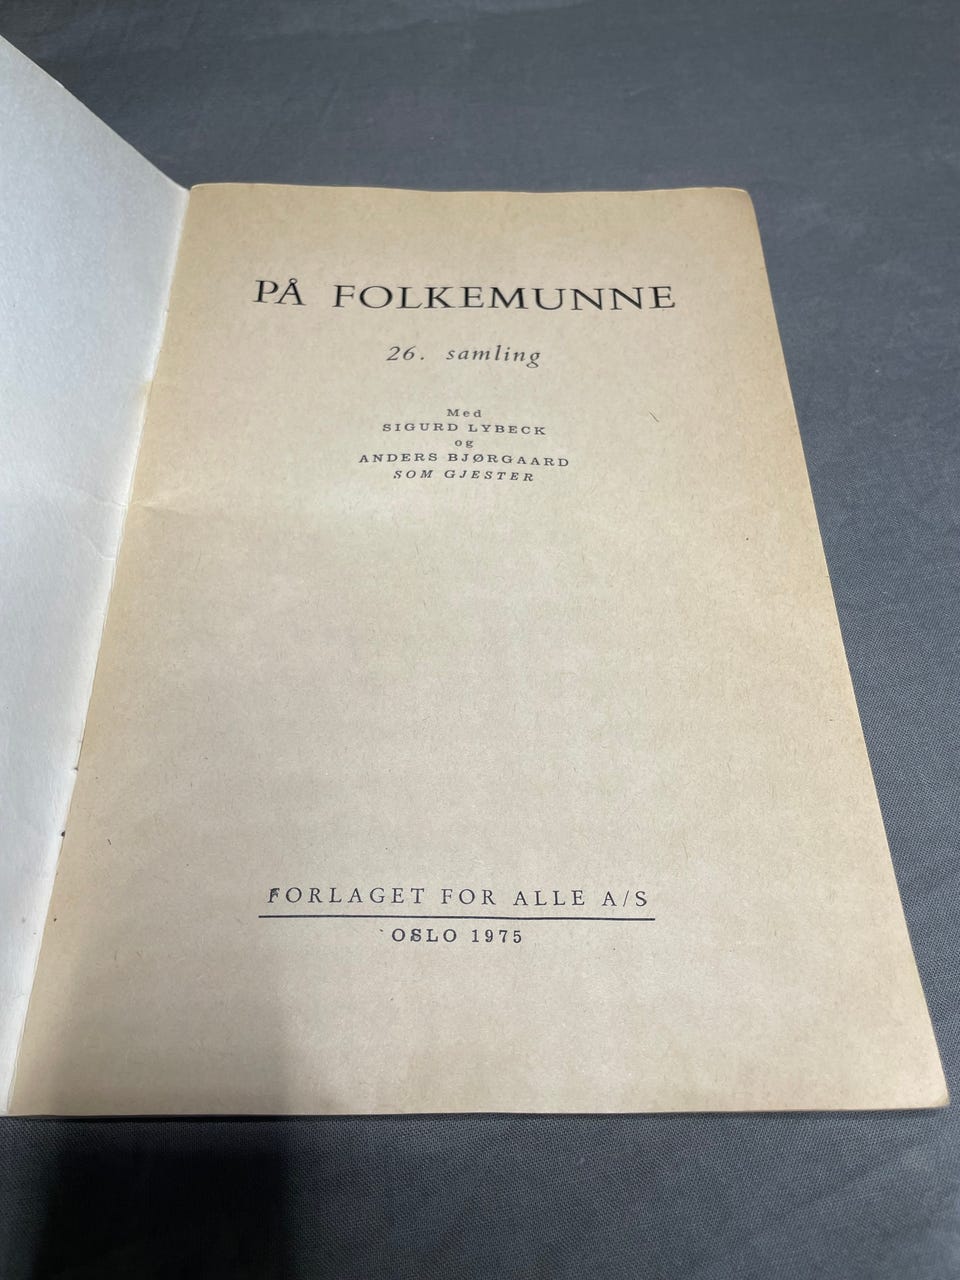 PÅ FOLKEMUNNE
26. samling
Med
SIGURD LYBECK
og
ANDERS BJØRGAARD
SOM GJESTER
FORLAGET FOR ALLE A/S
OSLO 1975